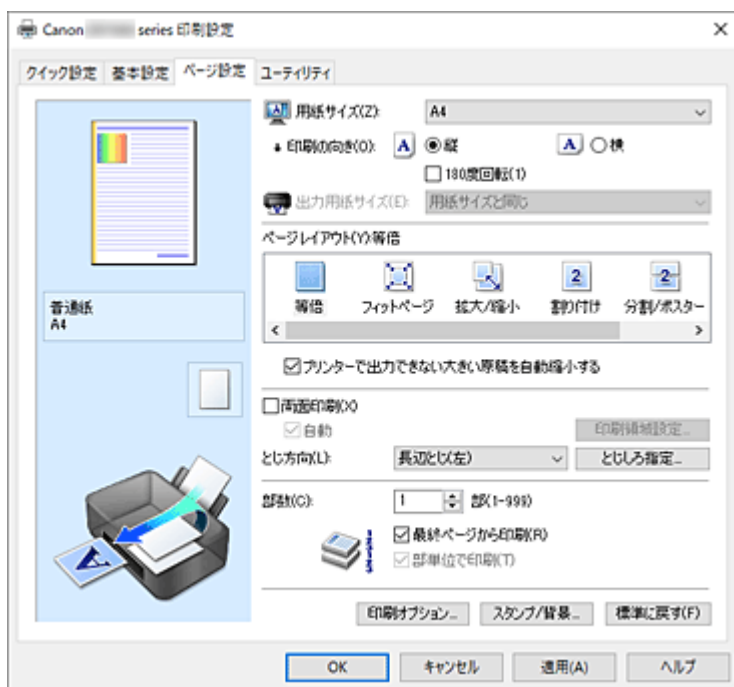 Canon series 印刷設定
クイック設定 基本設定 ページ設定 ユーティリティ
用紙サイズ(Z): A4
印刷の向き(O): A 縦 A 横
180度回転(1)
出力用紙サイズ(E): 用紙サイズと同じ
ページレイアウト(Y):等倍
等倍 フィットページ 拡大/縮小 割り付け 分割/ポスター
普通紙
A4
プリンターで出力できない大きい原稿を自動縮小する
両面印刷(X)
自動 印刷領域設定...
とじ方向(L): 長辺とじ(左) とじしろ指定...
部数(C): 1 部(1-999)
最終ページから印刷(R)
部単位で印刷(T)
印刷オプション... スタンプ/背景... 標準に戻す(F)
OK キャンセル 適用(A) ヘルプ